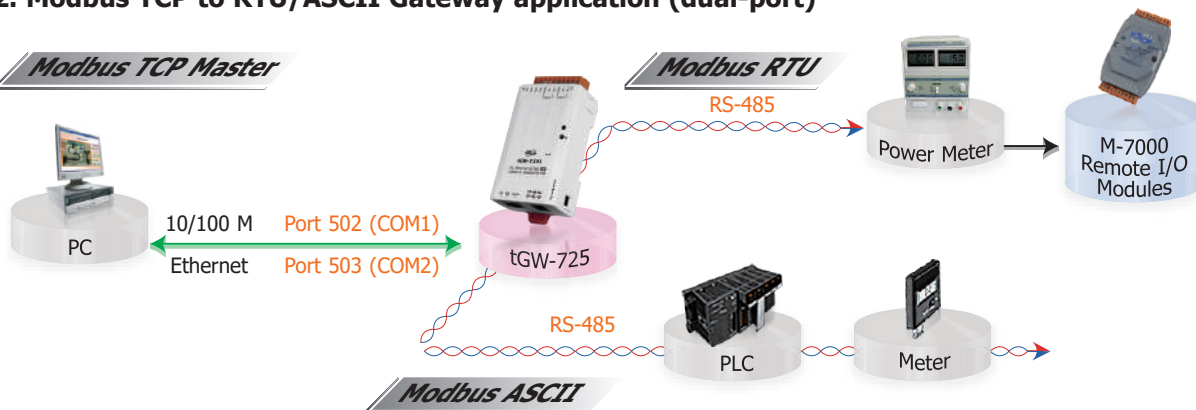 2. Modbus TCP to RTU/ASCII Gateway application (dual-port)
Modbus TCP Master
Modbus RTU
RS-485
Power Meter
M-7000
Remote I/O
Modules
PC
10/100 M
Port 502 (COM1)
Ethernet
Port 503 (COM2)
tGW-725
RS-485
PLC
Meter
Modbus ASCII